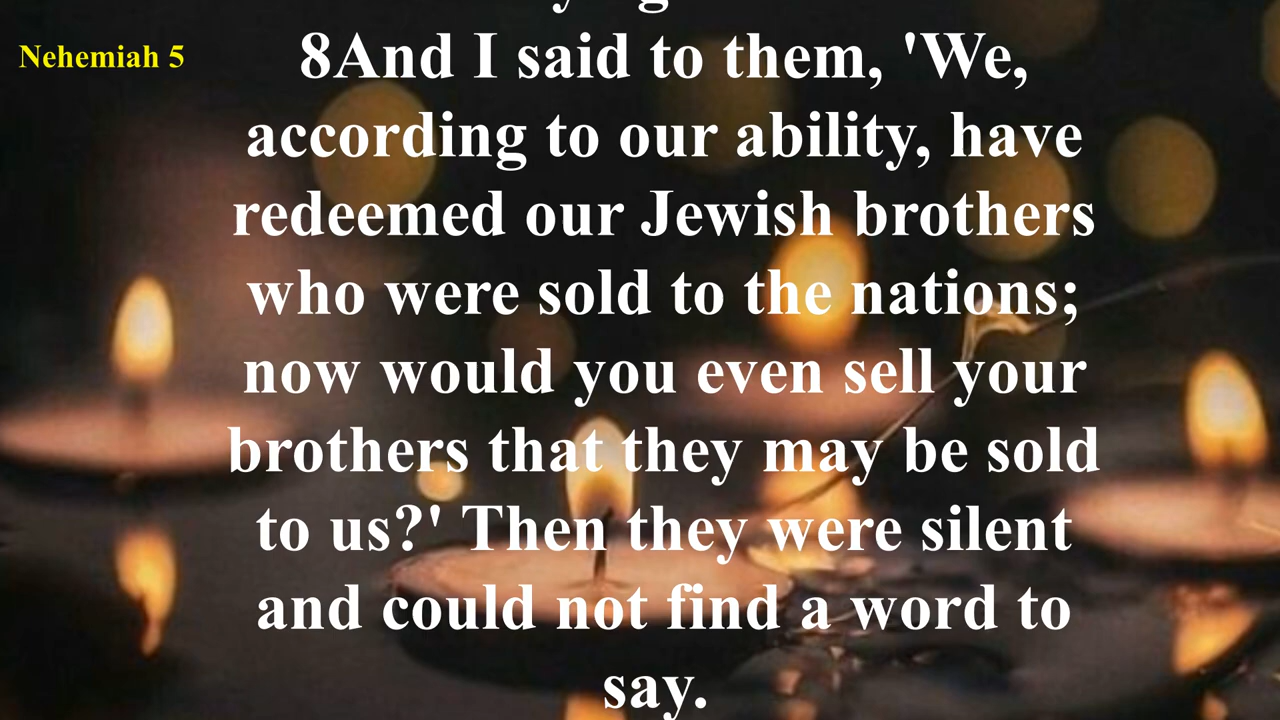 Nehemiah 5
8And I said to them, 'We,
according to our ability, have
redeemed our Jewish brothers
who were sold to the nations;
now would you even sell your
brothers that they may be sold
to us?' Then they were silent
and could not find a word to
say.